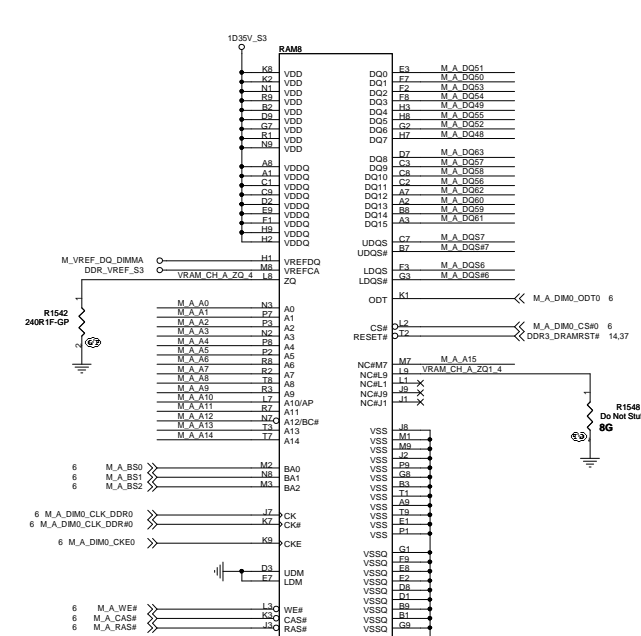 1D35V_S3
RAM8
K8 VDD
K2 VDD
N1 VDD
R9 VDD
B2 VDD
D9 VDD
G7 VDD
R1 VDD
N9 VDD
A8 VDDQ
A1 VDDQ
C1 VDDQ
C9 VDDQ
D2 VDDQ
E9 VDDQ
F1 VDDQ
H9 VDDQ
H2 VDDQ
M_VREF_DQ_DIMMA H1 VREFDQ
DDR_VREF_S3 M8 VREFCA
VRAM_CH_A_ZQ_4 L8 ZQ
R1542
240R1F-GP
1
2
M_A_A0 N3 A0
M_A_A1 P7 A1
M_A_A2 P3 A2
M_A_A3 N2 A3
M_A_A4 P8 A4
M_A_A5 P2 A5
M_A_A6 R8 A6
M_A_A7 R2 A7
M_A_A8 T8 A8
M_A_A9 R3 A9
M_A_A10 L7 A10/AP
M_A_A11 R7 A11
M_A_A12 N7 A12/BC#
M_A_A13 T3 A13
M_A_A14 T7 A14
6 M_A_BS0 M2 BA0
6 M_A_BS1 N8 BA1
6 M_A_BS2 M3 BA2
6 M_A_DIM0_CLK_DDR0 J7 CK
6 M_A_DIM0_CLK_DDR#0 K7 CK#
6 M_A_DIM0_CKE0 K9 CKE
D3 UDM
E7 LDM
6 M_A_WE# L3 WE#
6 M_A_CAS# K3 CAS#
6 M_A_RAS# J3 RAS#
DQ0 E3 M_A_DQ51
DQ1 F7 M_A_DQ50
DQ2 F2 M_A_DQ53
DQ3 F8 M_A_DQ54
DQ4 H3 M_A_DQ49
DQ5 H8 M_A_DQ55
DQ6 G2 M_A_DQ52
DQ7 H7 M_A_DQ48
DQ8 D7 M_A_DQ63
DQ9 C3 M_A_DQ57
DQ10 C8 M_A_DQ58
DQ11 C2 M_A_DQ56
DQ12 A7 M_A_DQ62
DQ13 A2 M_A_DQ60
DQ14 B8 M_A_DQ59
DQ15 A3 M_A_DQ61
UDQS C7 M_A_DQS7
UDQS# B7 M_A_DQS#7
LDQS F3 M_A_DQS6
LDQS# G3 M_A_DQS#6
ODT K1 M_A_DIM0_ODT0 6
CS# L2 M_A_DIM0_CS#0 6
RESET# T2 DDR3_DRAMRST# 14,37
NC#M7 M7 M_A_A15
NC#L9 L9 VRAM_CH_A_ZQ1_4
NC#L1 L1
NC#J9 J9
NC#J1 J1
1
R1548
Do Not Stu
8G
VSS J8
VSS M1
VSS M9
VSS J2
VSS P9
VSS G8
VSS B3
VSS T1
VSS A9
VSS T9
VSS E1
VSS P1
VSSQ G1
VSSQ F9
VSSQ E8
VSSQ E2
VSSQ D8
VSSQ D1
VSSQ B9
VSSQ B1
VSSQ G9